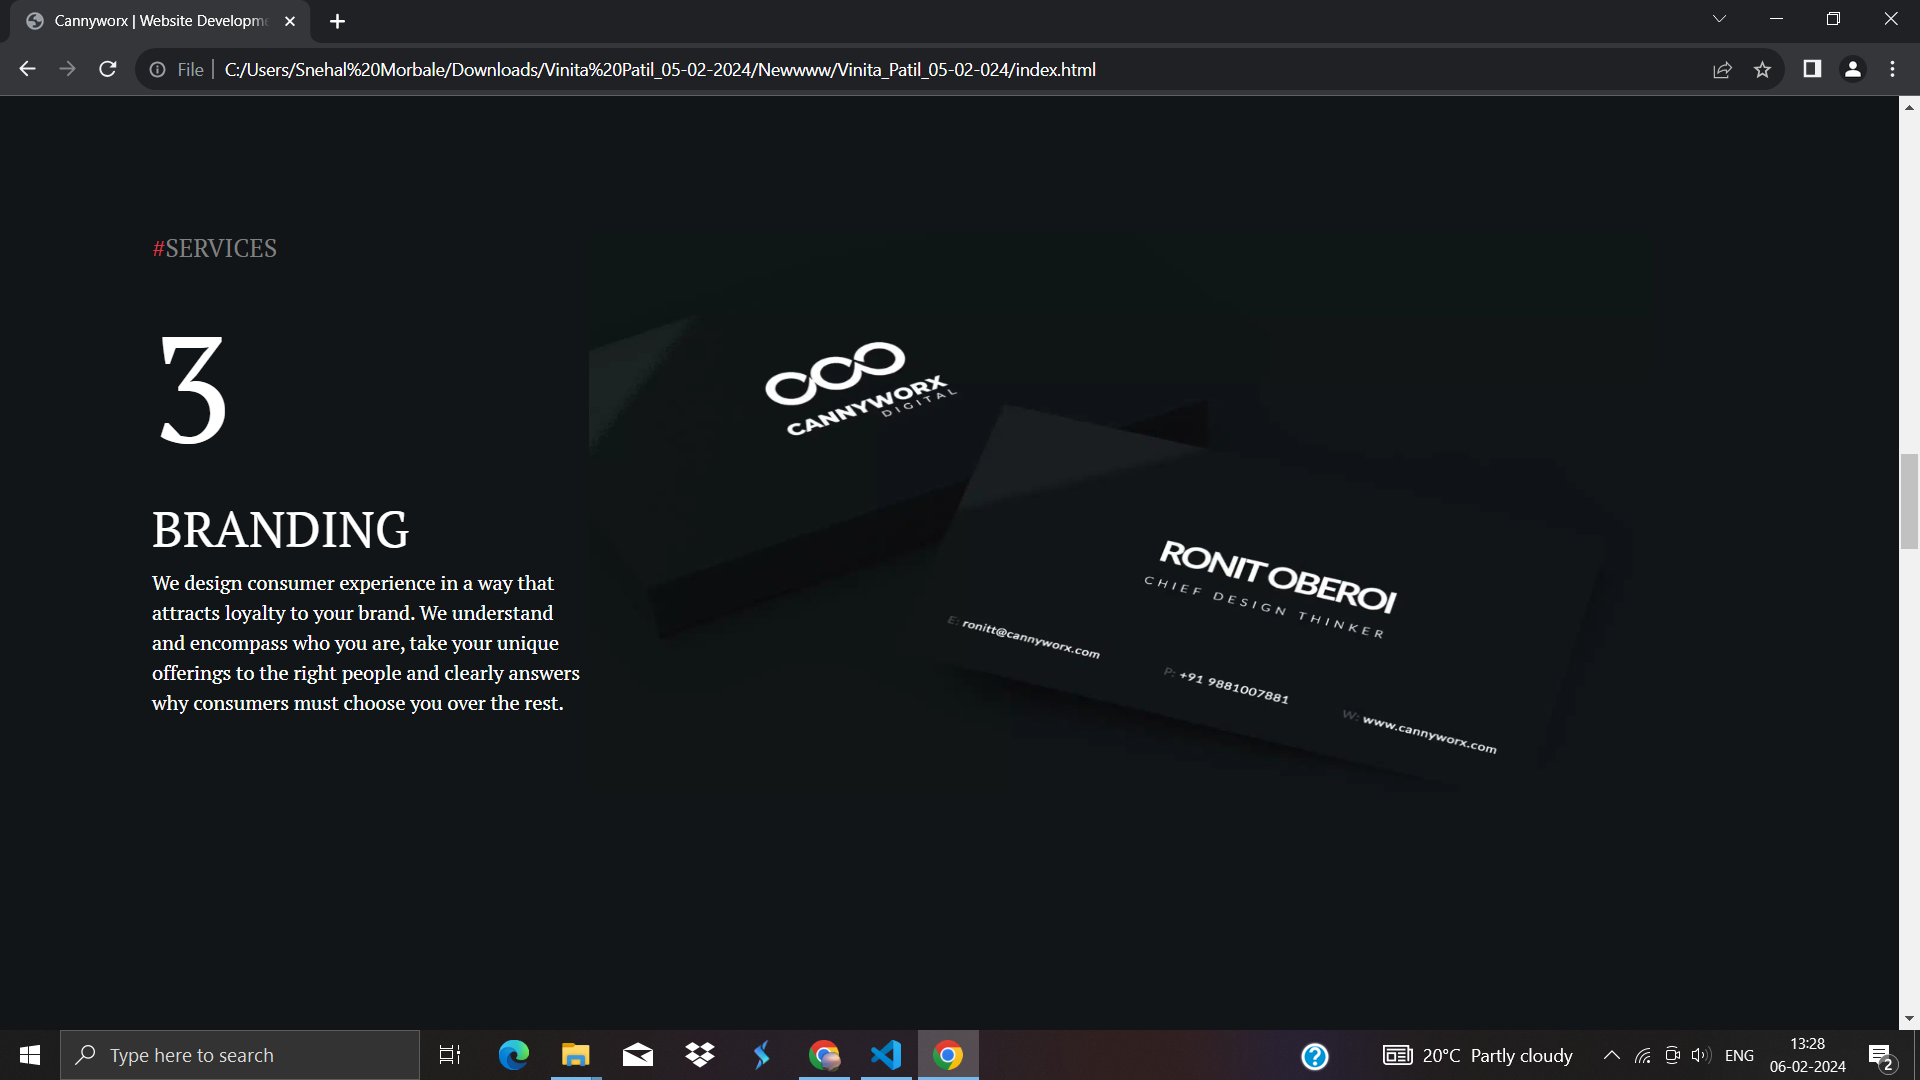 Cannyworx | Website Developm
File
C:/Users/Snehal%20Morbale/Downloads/Vinita%20Patil_05-02-2024/Newwww/Vinita_Patil_05-02-024/index.html
#SERVICES
3
BRANDING
We design consumer experience in a way that
attracts loyalty to your brand. We understand
and encompass who you are, take your unique
offerings to the right people and clearly answers
why consumers must choose you over the rest.
CANNYWORX
DIGITAL
RONIT OBEROI
CHIEF DESIGN THINKER
E: ronitt@cannyworx.com
P: +91 9881007881
W: www.cannyworx.com
Type here to search
20°C Partly cloudy
ENG
13:28
06-02-2024
2